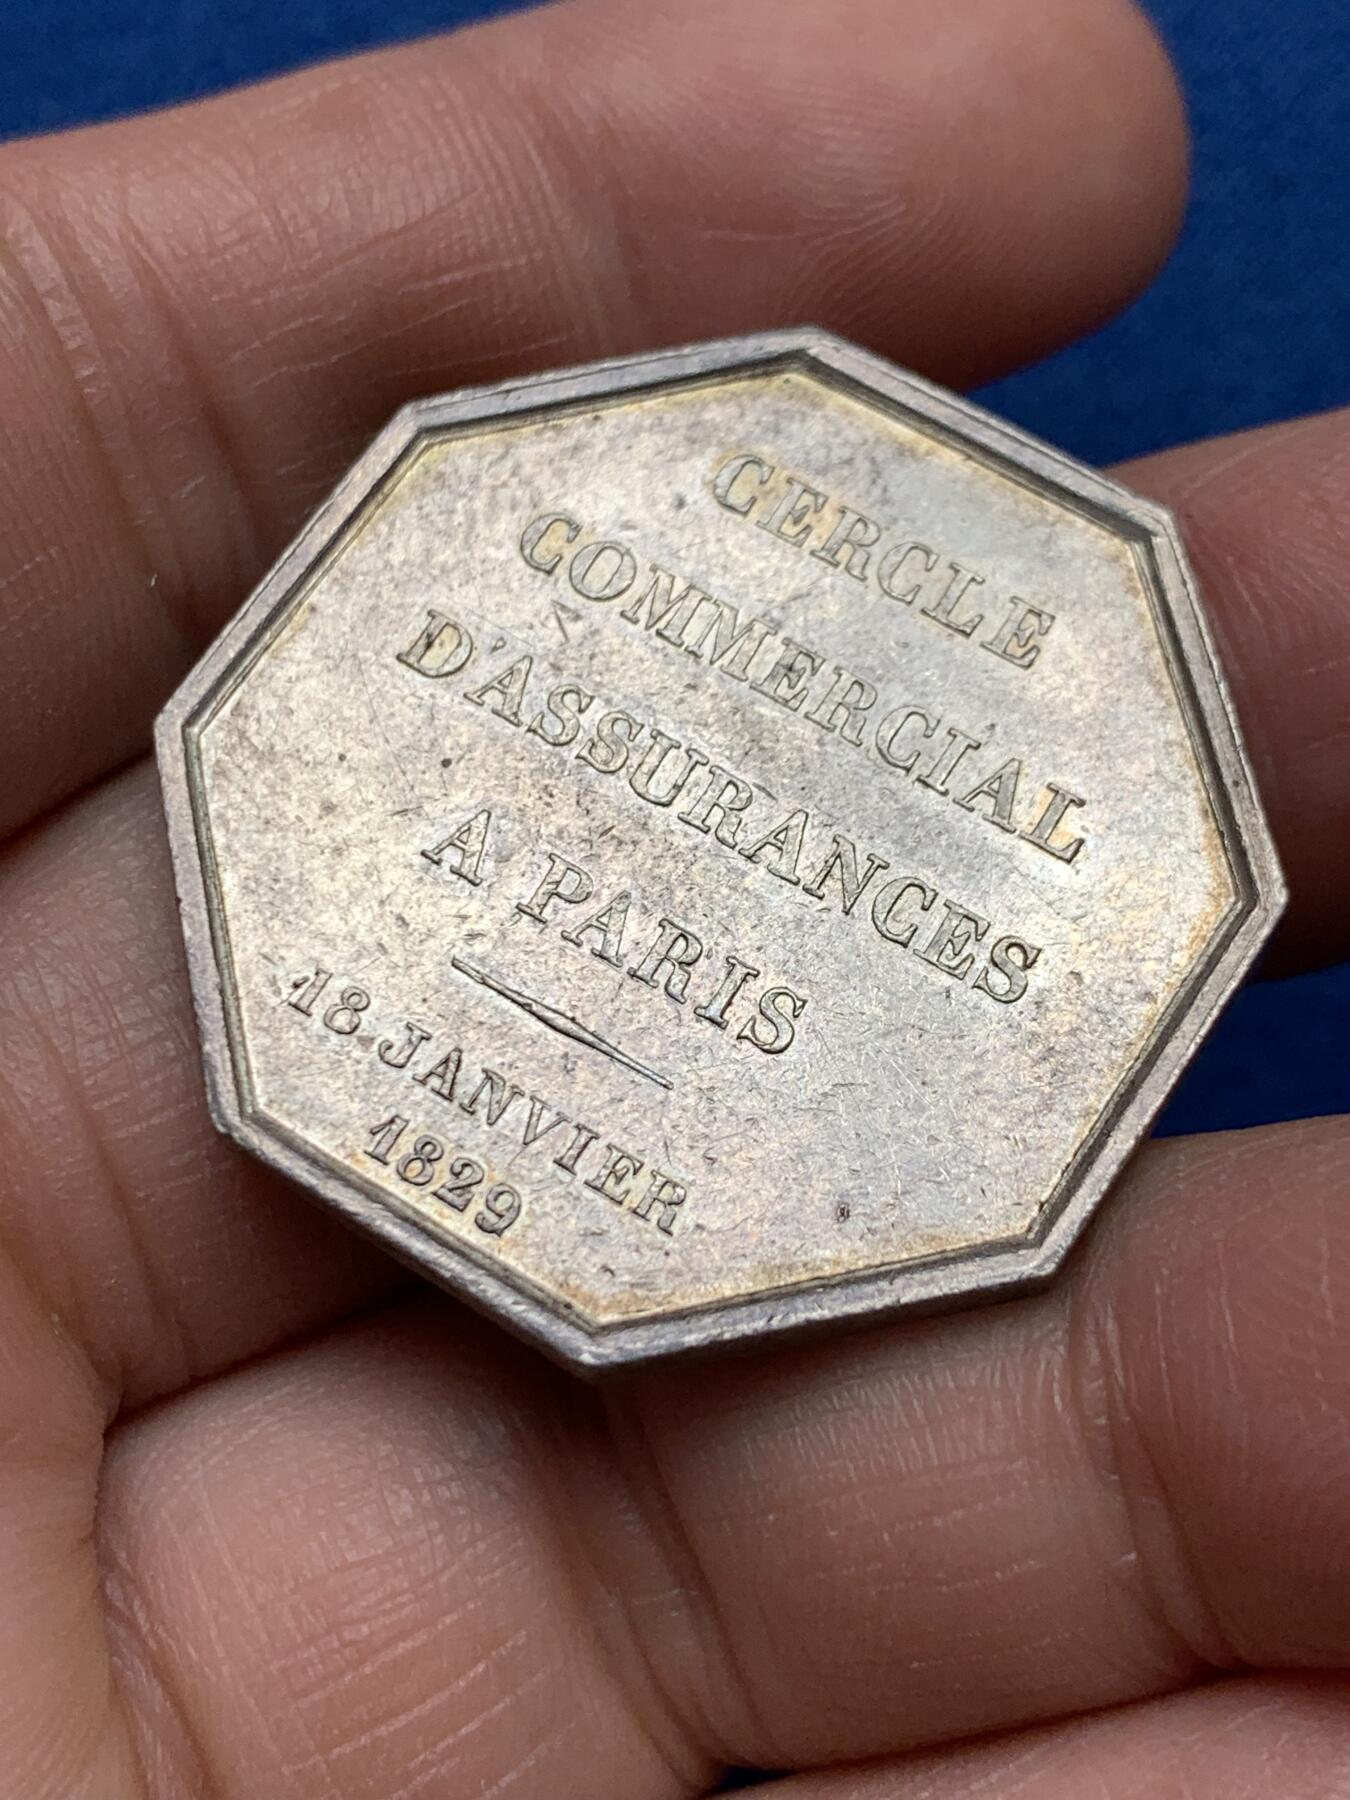 CERCLE
COMMERCIAL
D'ASSURANCES
A PARIS
18 JANVIER
1829